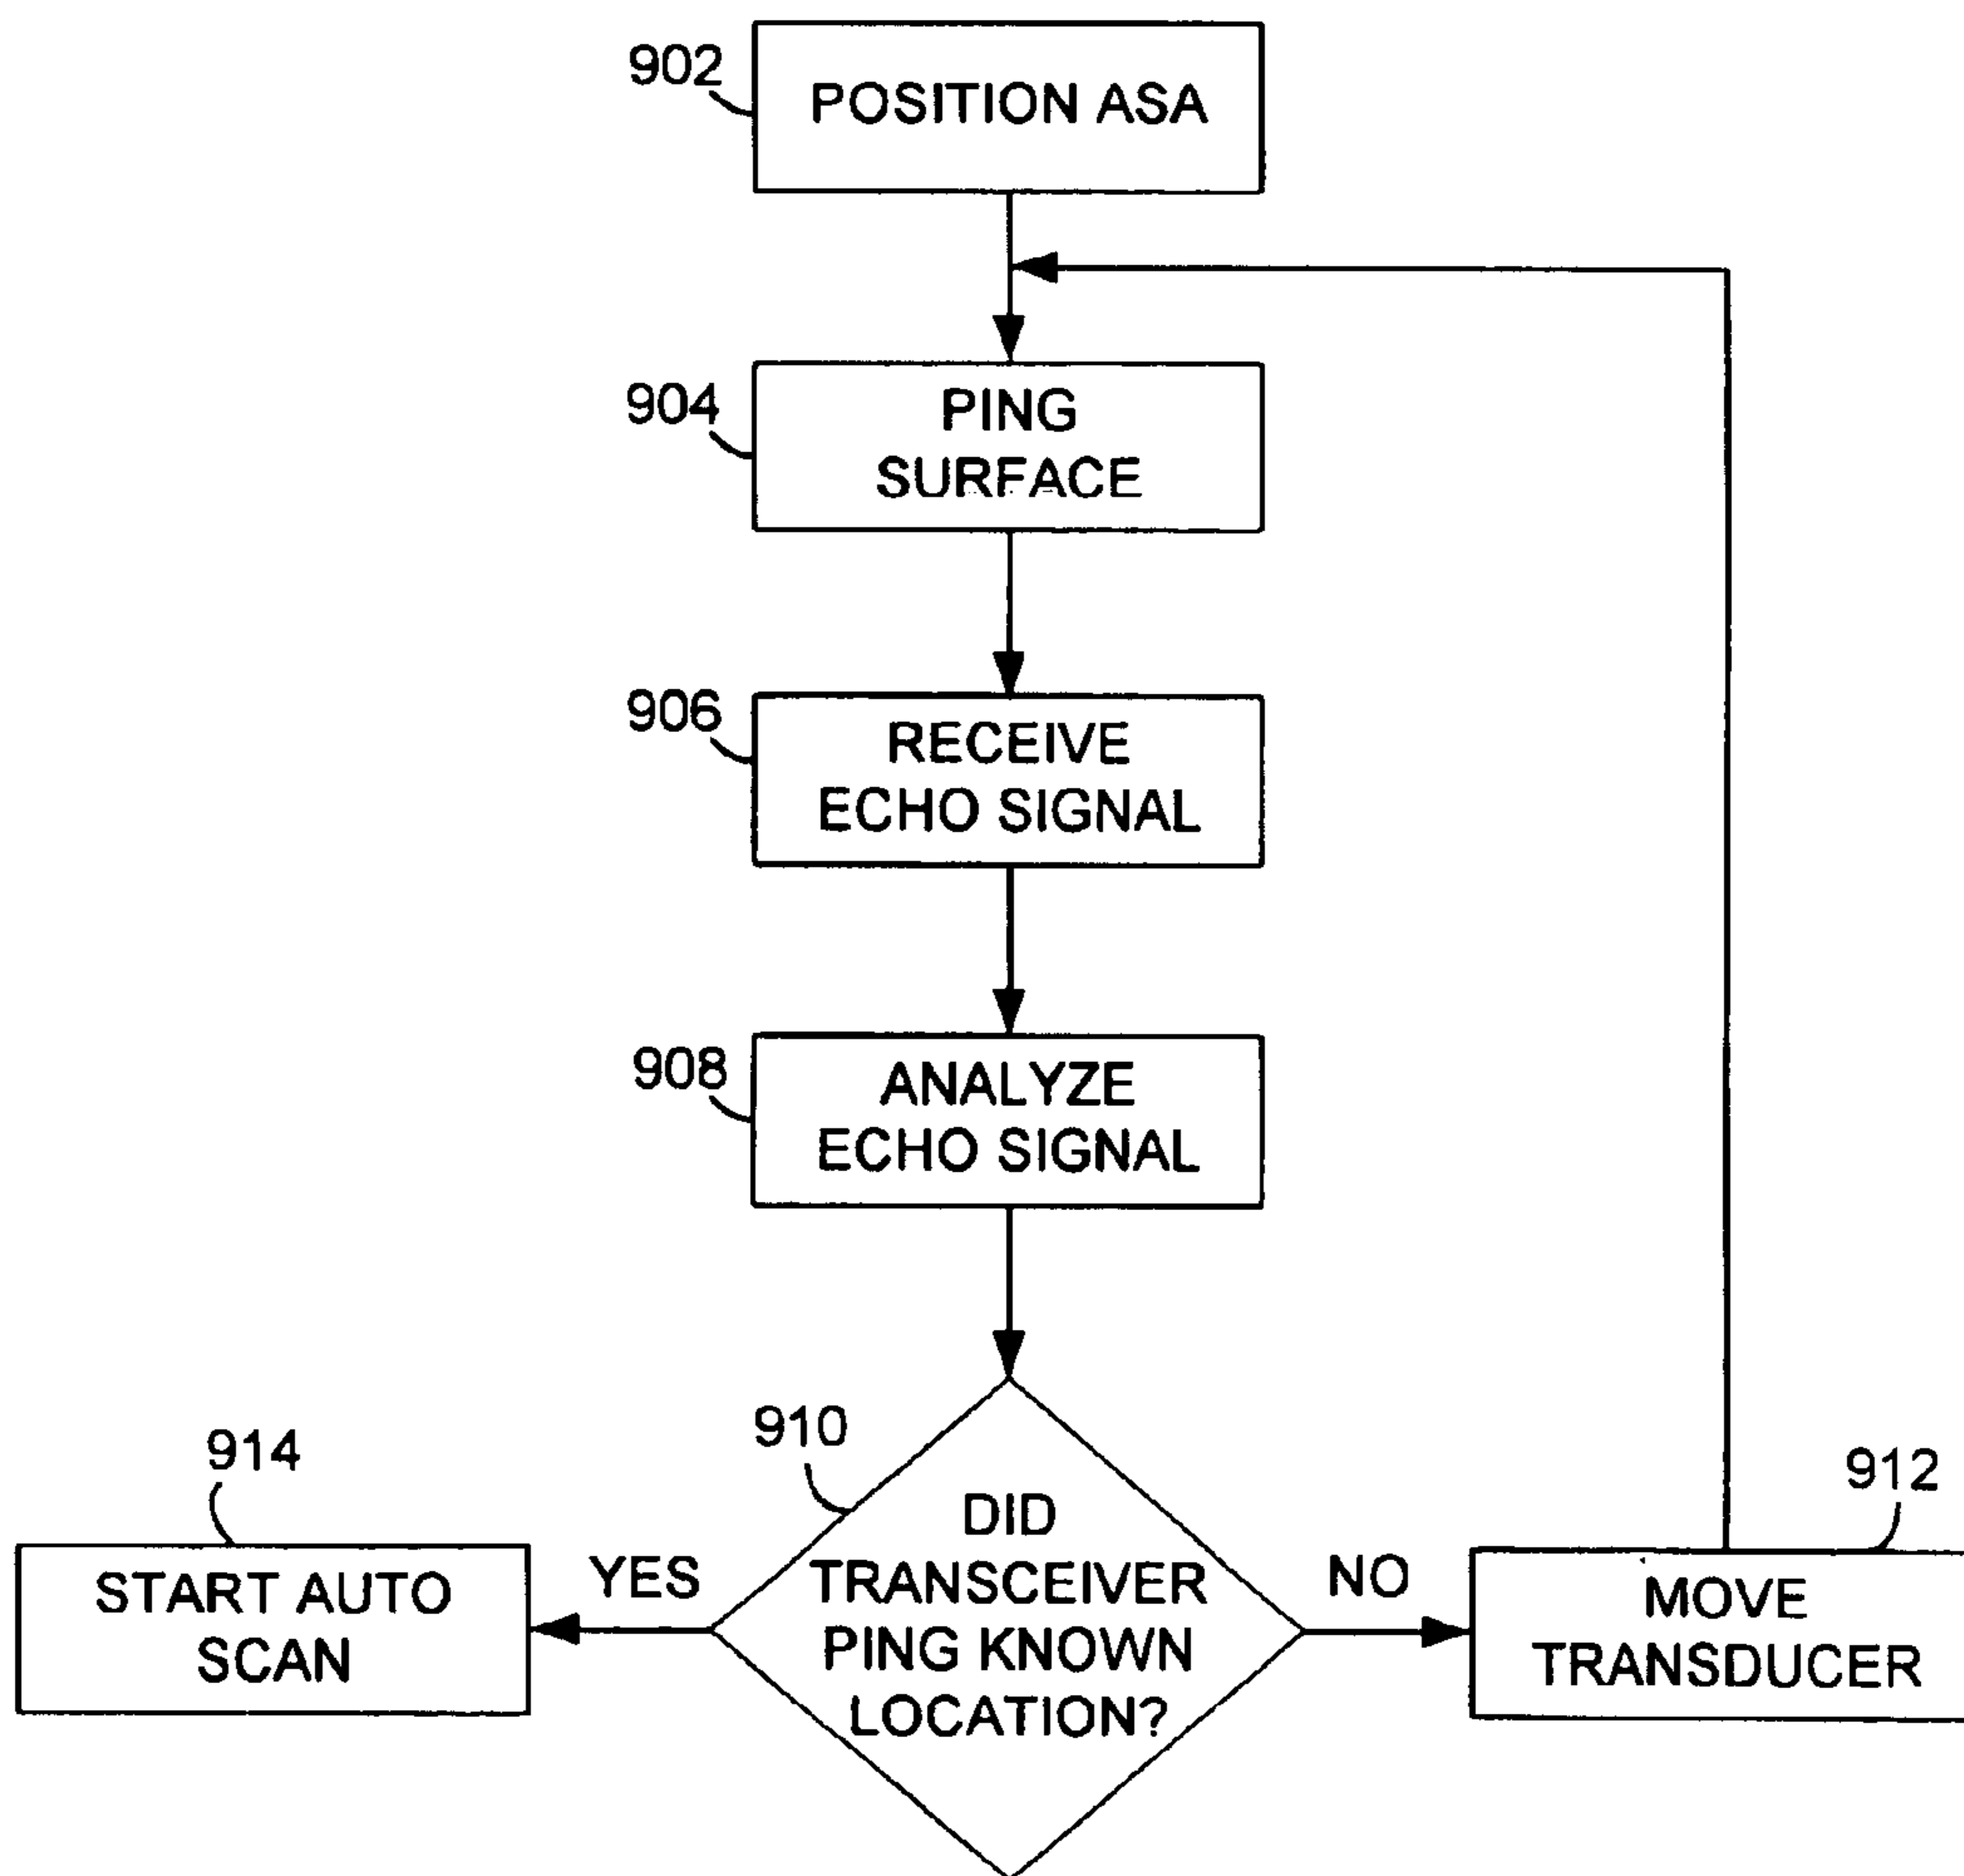 902
POSITION ASA
904
PING
SURFACE
906
RECEIVE
ECHO SIGNAL
908
ANALYZE
ECHO SIGNAL
910
DID
TRANSCEIVER
PING KNOWN
LOCATION?
YES
NO
914
START AUTO
SCAN
912
MOVE
TRANSDUCER